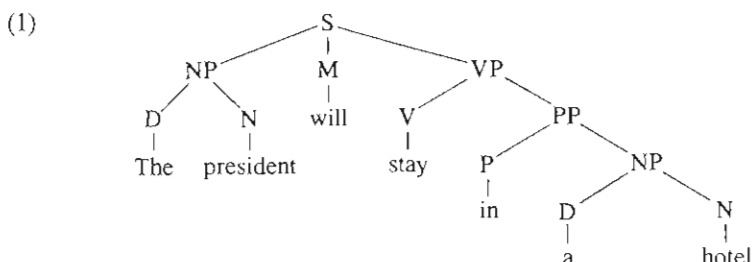 (1) S
NP M VP
D N will V PP
The president stay P NP
in D N
a hotel